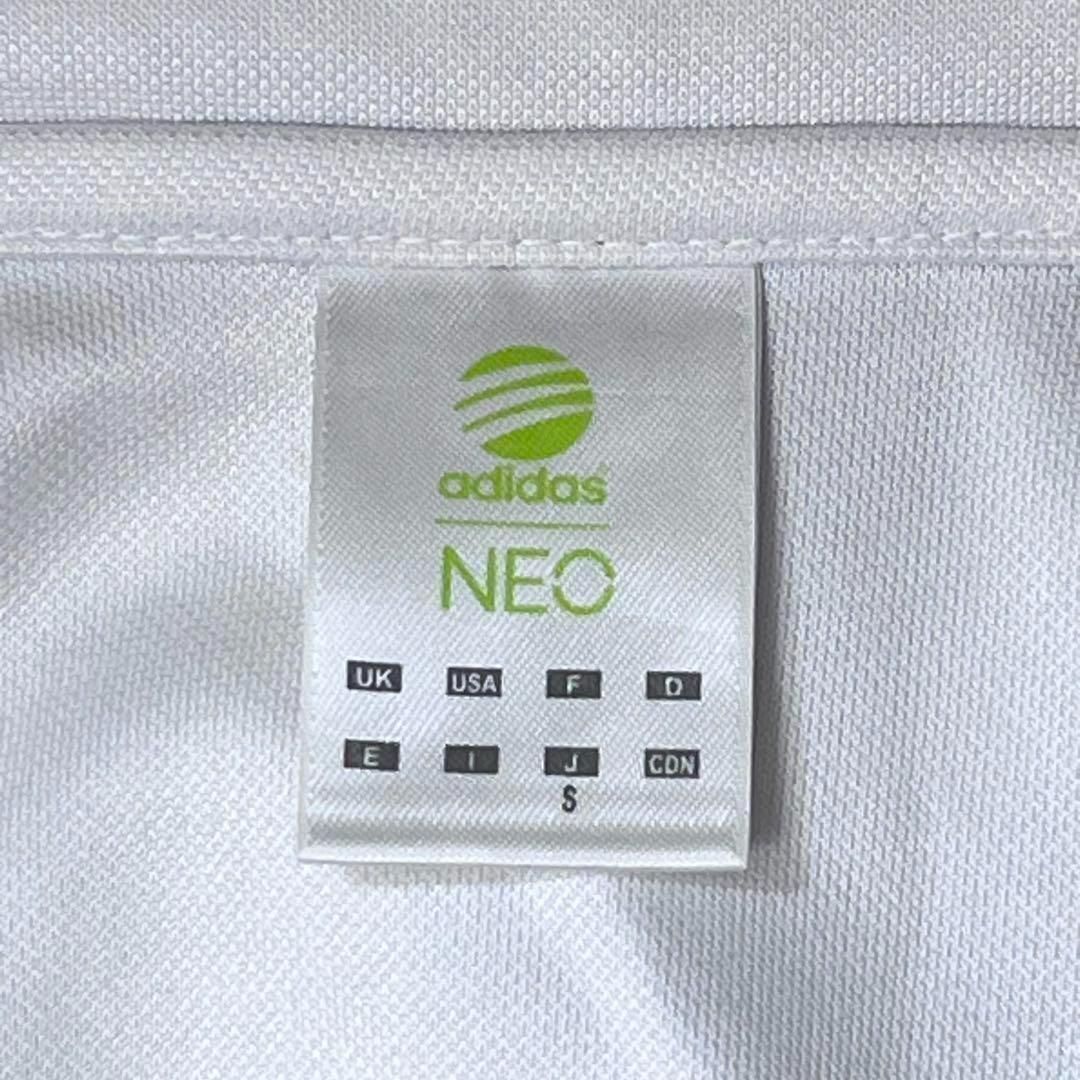 adidas
NEO
UK USA F D
E I J CDN
S